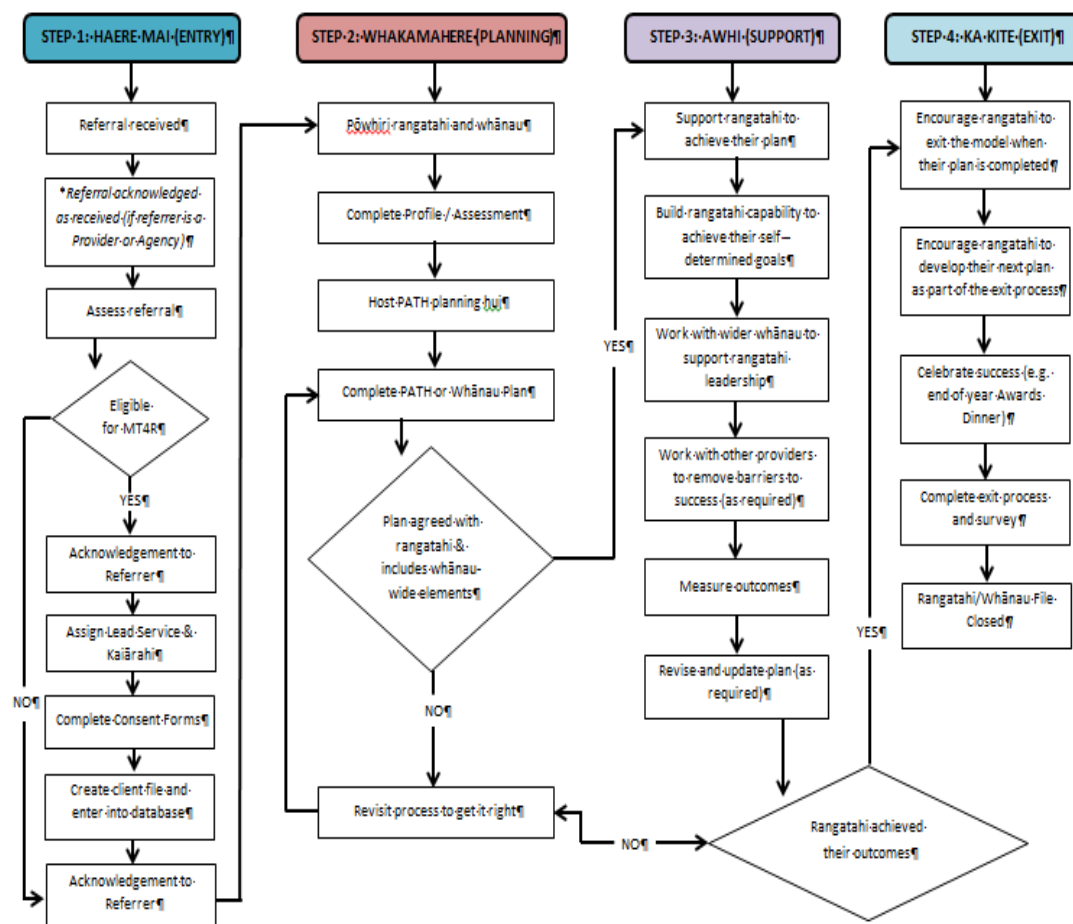 STEP·1:·HAERE·MAI·(ENTRY)¶
Referral·received¶
*Referral·acknowledged·
as·received·(if·referrer·is·a·
Provider·or·Agency)¶
Assess·referral¶
Eligible·
for·MT4R¶
YES¶
NO¶
Acknowledgement·to·
Referrer¶
Assign·Lead·Service·&·
Kaiārahi¶
Complete·Consent·Forms¶
Create·client·file·and·
enter·into·database¶
Acknowledgement·to·
Referrer¶
STEP·2:·WHAKAMAHERE·(PLANNING)¶
Pōwhiri·rangatahi·and·whānau¶
Complete·Profile·/·Assessment¶
Host·PATH·planning·hui¶
Complete·PATH·or·Whānau·Plan¶
Plan·agreed·with·
rangatahi·&·
includes·whānau-
wide·elements¶
YES¶
NO¶
Revisit·process·to·get·it·right¶
STEP·3:·AWHI·(SUPPORT)¶
Support·rangatahi·to·
achieve·their·plan¶
Build·rangatahi·capability·to·
achieve·their·self–
determined·goals¶
Work·with·wider·whānau·to·
support·rangatahi·
leadership¶
Work·with·other·providers·
to·remove·barriers·to·
success·(as·required)¶
Measure·outcomes¶
Revise·and·update·plan·(as·
required)¶
Rangatahi·achieved·
their·outcomes¶
NO¶
YES¶
STEP·4:·KA·KITE·(EXIT)¶
Encourage·rangatahi·to·
exit·the·model·when·
their·plan·is·completed¶
Encourage·rangatahi·to·
develop·their·next·plan·
as·part·of·the·exit·process¶
Celebrate·success·(e.g.·
end·of·year·Awards·
Dinner)¶
Complete·exit·process·
and·survey¶
Rangatahi/Whānau·File·
Closed¶